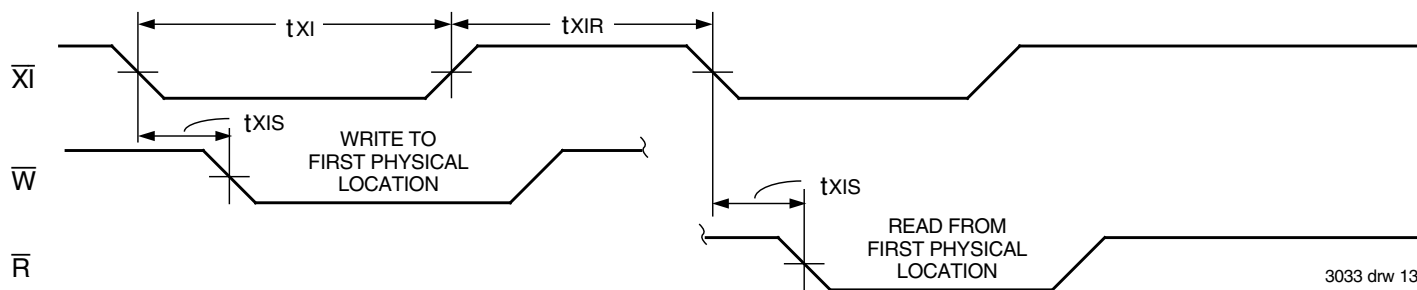 tXI
tXIR
XI
tXIS
WRITE TO
FIRST PHYSICAL
LOCATION
W
tXIS
READ FROM
FIRST PHYSICAL
LOCATION
R
3033 drw 13